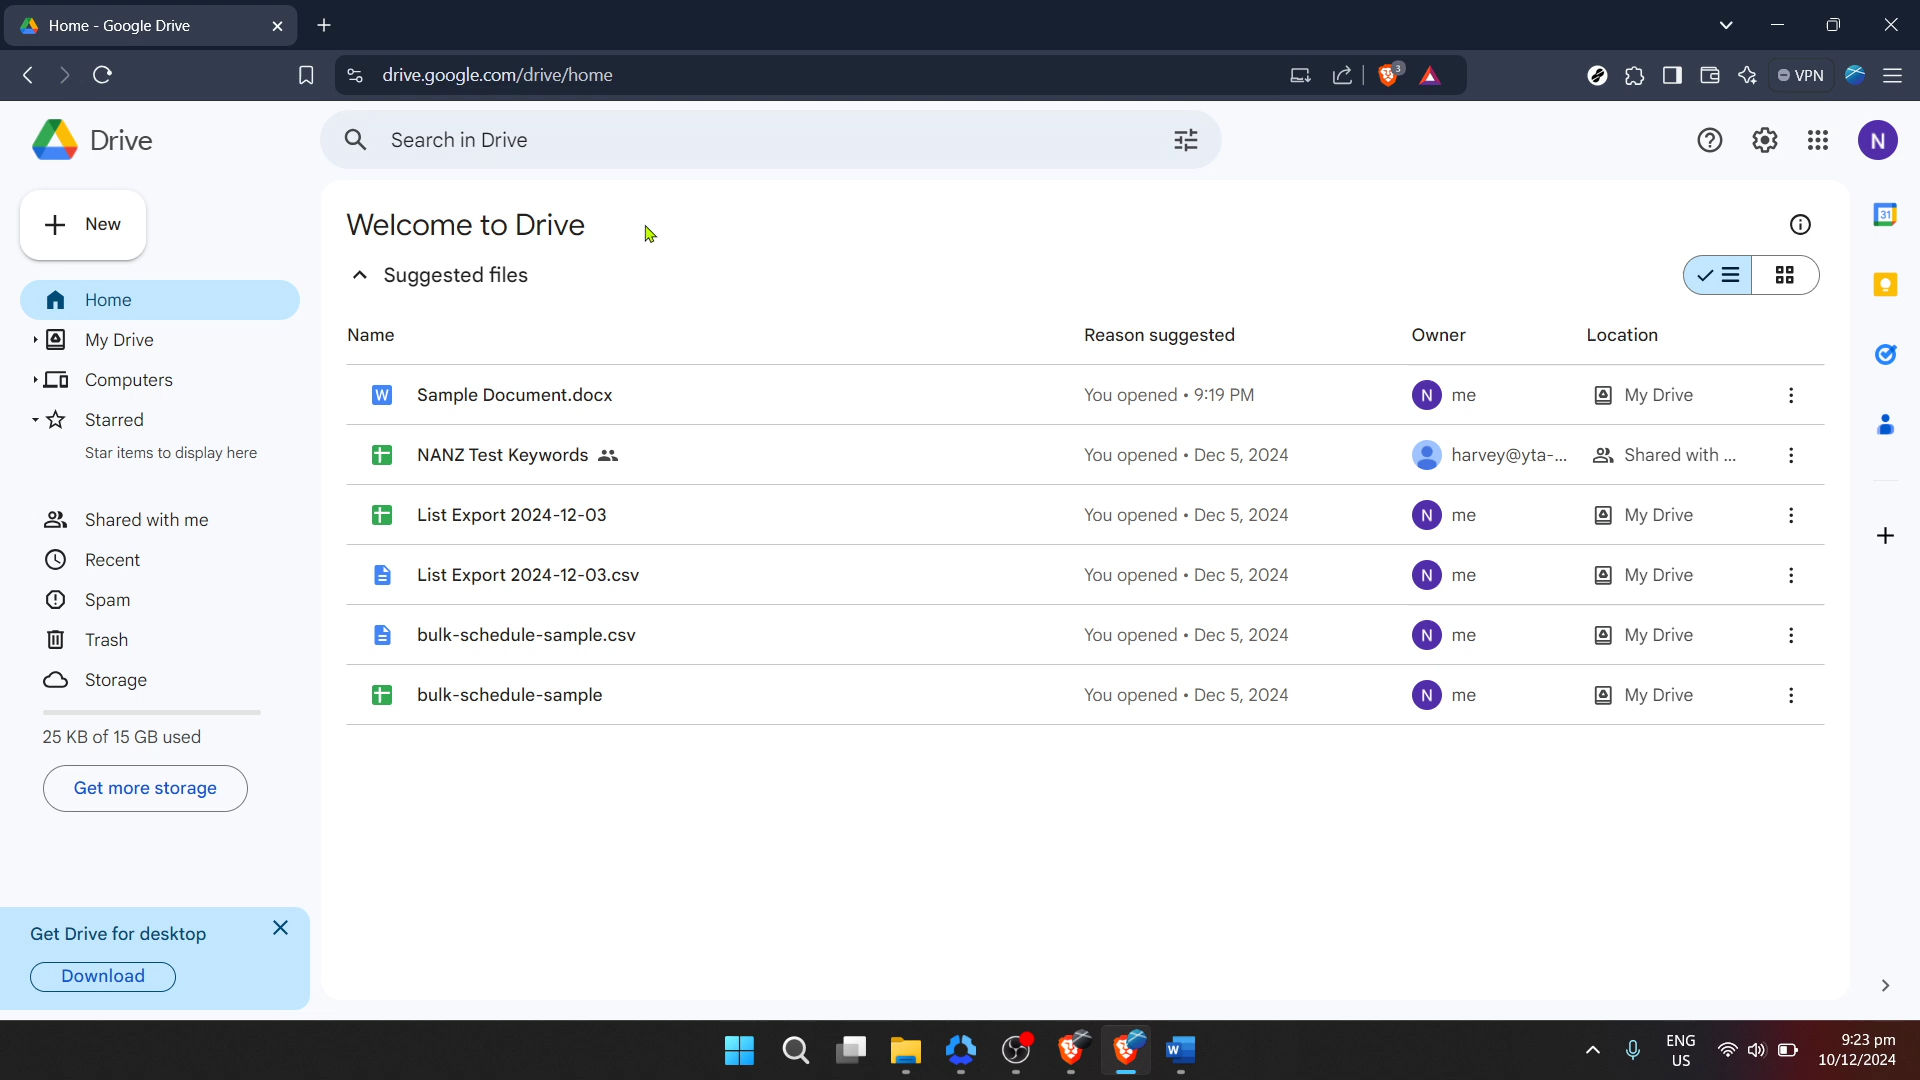 Home - Google Drive
drive.google.com/drive/home
3
VPN
Drive
Search in Drive
N
New
Welcome to Drive
31
Suggested files
Home
My Drive
Computers
Starred
Star items to display here
Shared with me
Recent
Spam
Trash
Storage
25 KB of 15 GB used
Get more storage
Get Drive for desktop
Download
Name Reason suggested Owner Location
W Sample Document.docx You opened • 9:19 PM N me My Drive
NANZ Test Keywords You opened • Dec 5, 2024 harvey@yta-... Shared with ...
List Export 2024-12-03 You opened • Dec 5, 2024 N me My Drive
List Export 2024-12-03.csv You opened • Dec 5, 2024 N me My Drive
bulk-schedule-sample.csv You opened • Dec 5, 2024 N me My Drive
bulk-schedule-sample You opened • Dec 5, 2024 N me My Drive
W
ENG
US
9:23 pm
10/12/2024